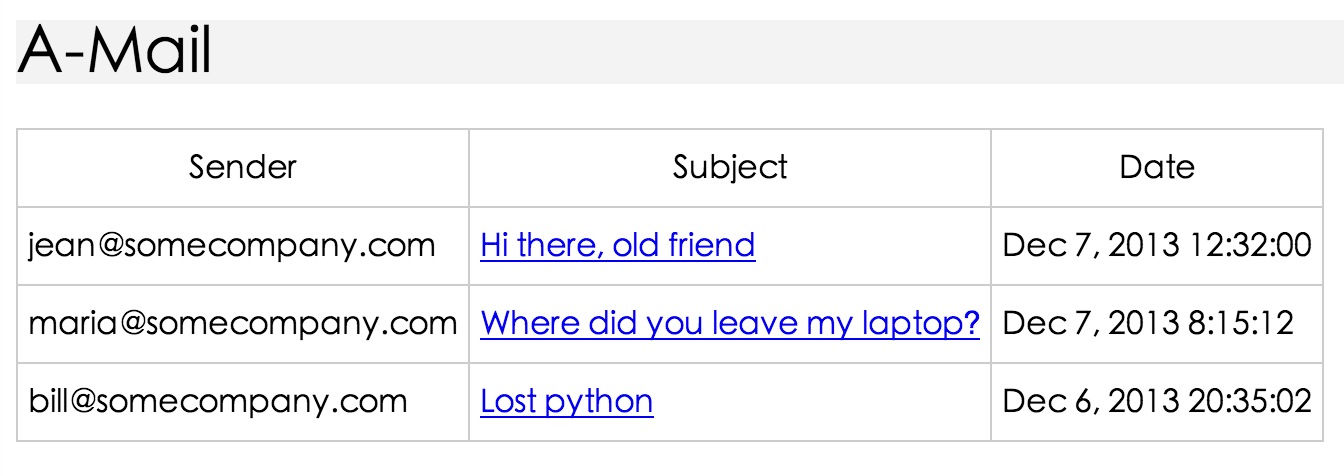 A-Mail
Sender Subject Date
jean@somecompany.com Hi there, old friend Dec 7, 2013 12:32:00
maria@somecompany.com Where did you leave my laptop? Dec 7, 2013 8:15:12
bill@somecompany.com Lost python Dec 6, 2013 20:35:02